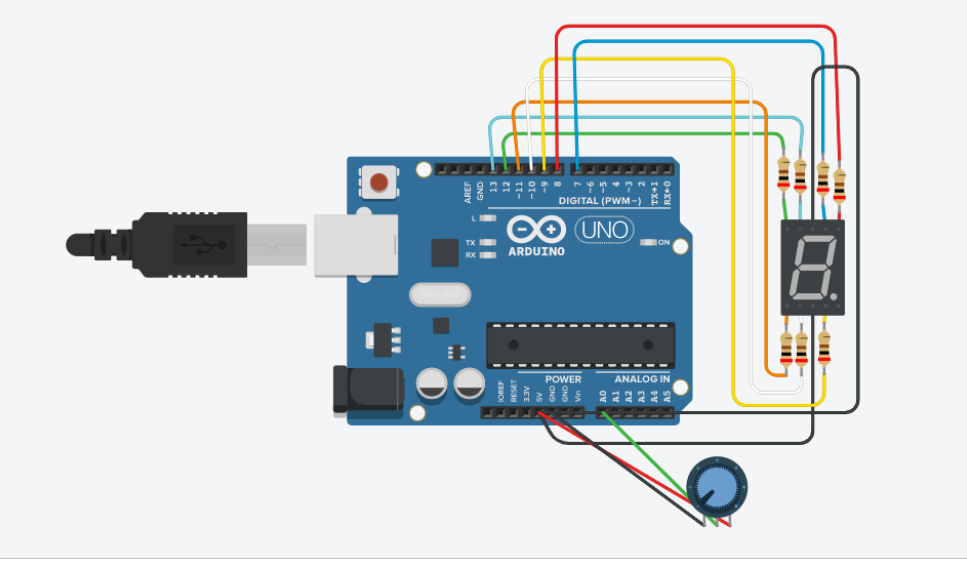 AREF
GND
13
12
~11
~10
~9
8
7
~6
~5
4
~3
2
TX→1
RX←0
DIGITAL (PWM~)
L
TX
RX
ARDUINO
UNO
ON
POWER
ANALOG IN
IOREF
RESET
3.3V
5V
GND
GND
Vin
A0
A1
A2
A3
A4
A5